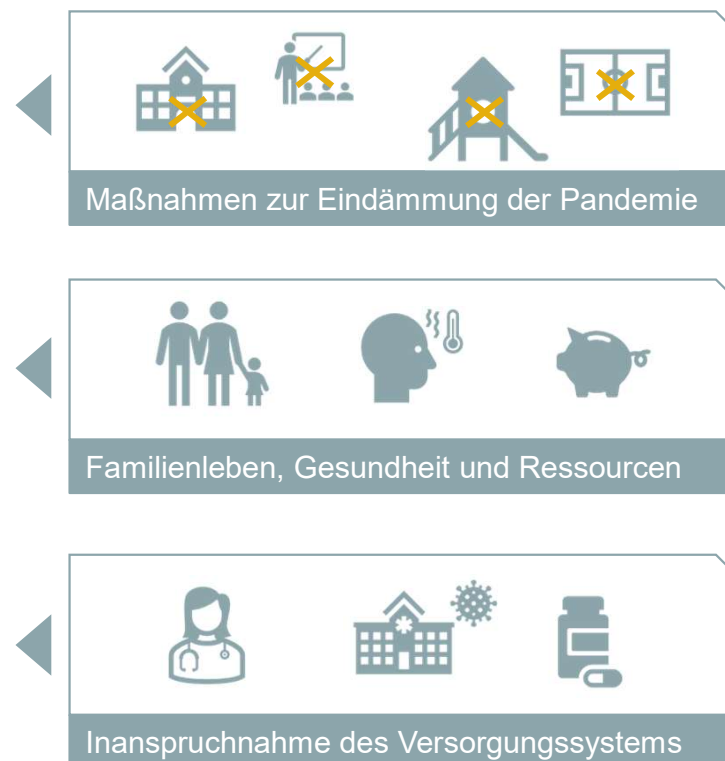 Maßnahmen zur Eindämmung der Pandemie
Familienleben, Gesundheit und Ressourcen
Inanspruchnahme des Versorgungssystems